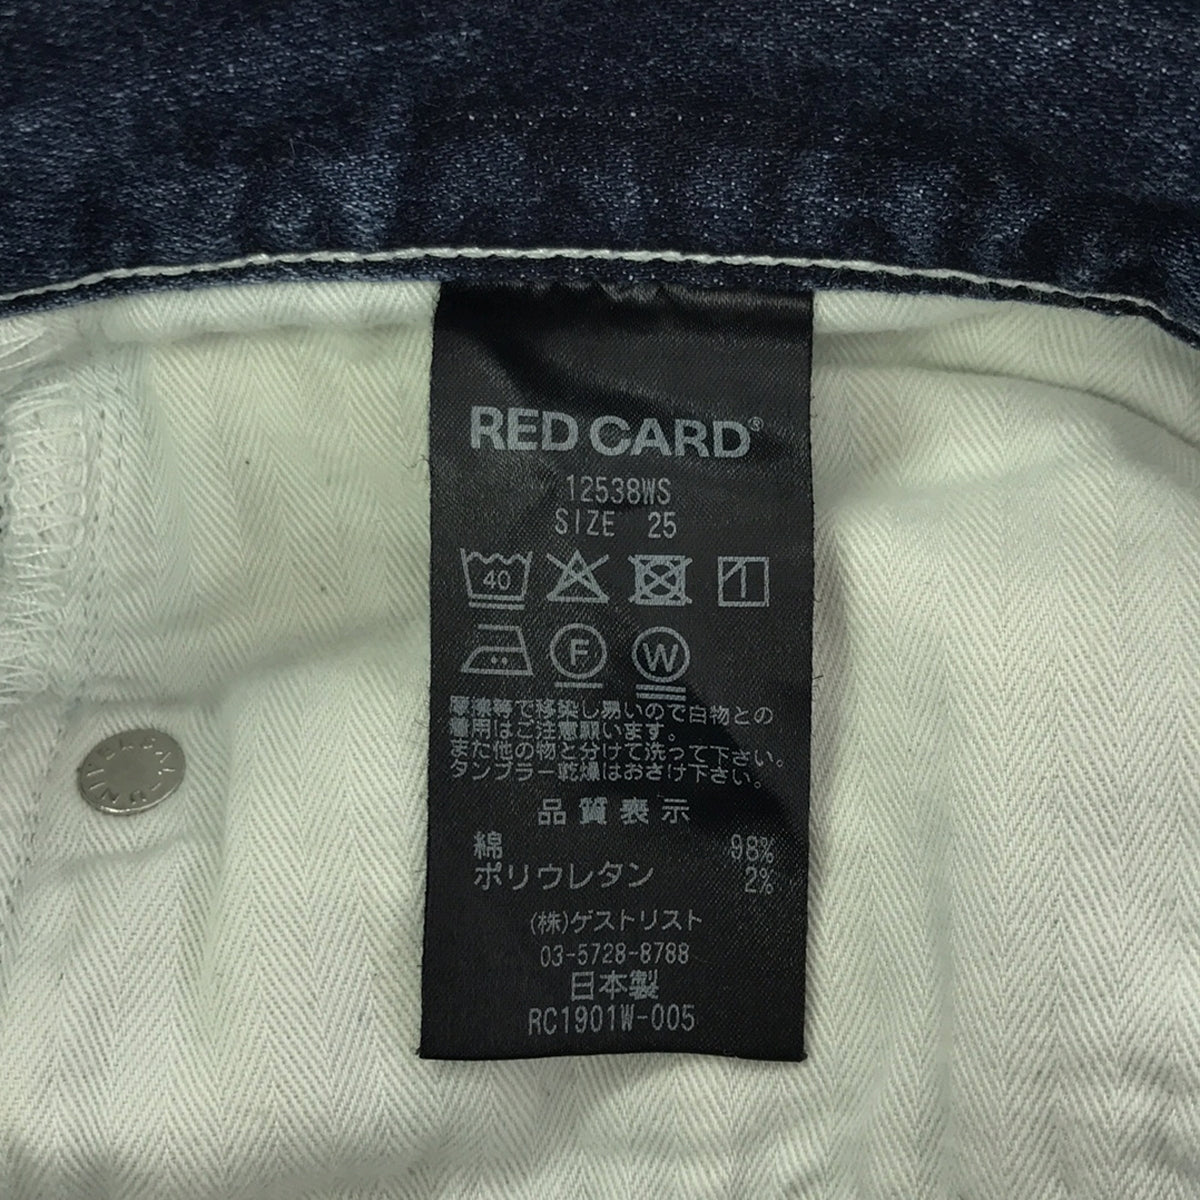 RED CARD®
12538WS
SIZE 25
40
F W
摩擦等で移染し易いので白物との
着用はご注意願います。
また他の物と分けて洗って下さい。
タンブラー乾燥はおさけ下さい。
品質表示
綿 98%
ポリウレタン 2%
(株)ゲストリスト
03-5728-8788
日本製
RC1901W-005